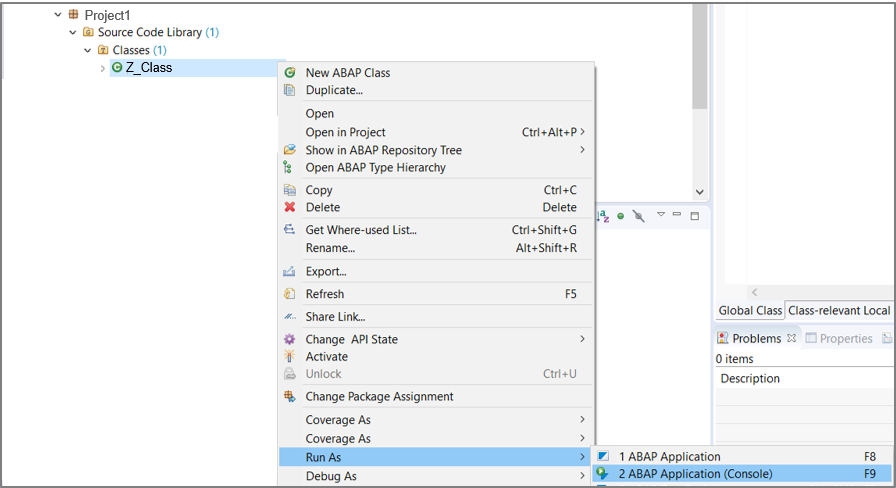 Project1
Source Code Library (1)
Classes (1)
Z_Class
New ABAP Class
Duplicate...
Open
Open in Project Ctrl+Alt+P
Show in ABAP Repository Tree
Open ABAP Type Hierarchy
Copy Ctrl+C
Delete Delete
Get Where-used List... Ctrl+Shift+G
Rename... Alt+Shift+R
Export...
Refresh F5
Share Link...
Change API State
Activate
Unlock Ctrl+U
Change Package Assignment
Coverage As
Coverage As
Run As
Debug As
1 ABAP Application F8
2 ABAP Application (Console) F9
Global Class Class-relevant Local
Problems Properties
0 items
Description